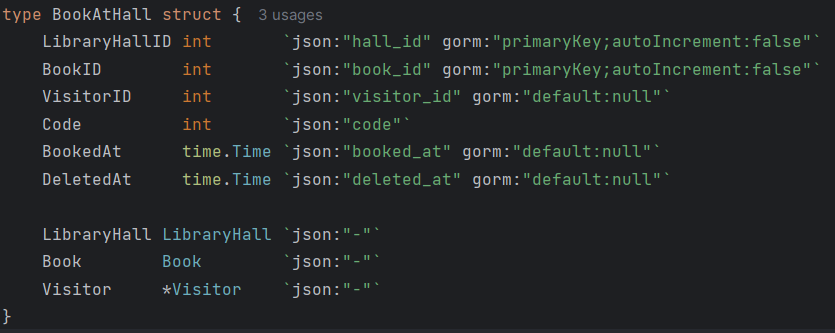 type BookAtHall struct {  3 usages
    LibraryHallID int       `json:"hall_id" gorm:"primaryKey;autoIncrement:false"`
    BookID        int       `json:"book_id" gorm:"primaryKey;autoIncrement:false"`
    VisitorID     int       `json:"visitor_id" gorm:"default:null"`
    Code          int       `json:"code"`
    BookedAt      time.Time `json:"booked_at" gorm:"default:null"`
    DeletedAt     time.Time `json:"deleted_at" gorm:"default:null"`

    LibraryHall LibraryHall `json:"-"`
    Book        Book        `json:"-"`
    Visitor     *Visitor    `json:"-"`
}